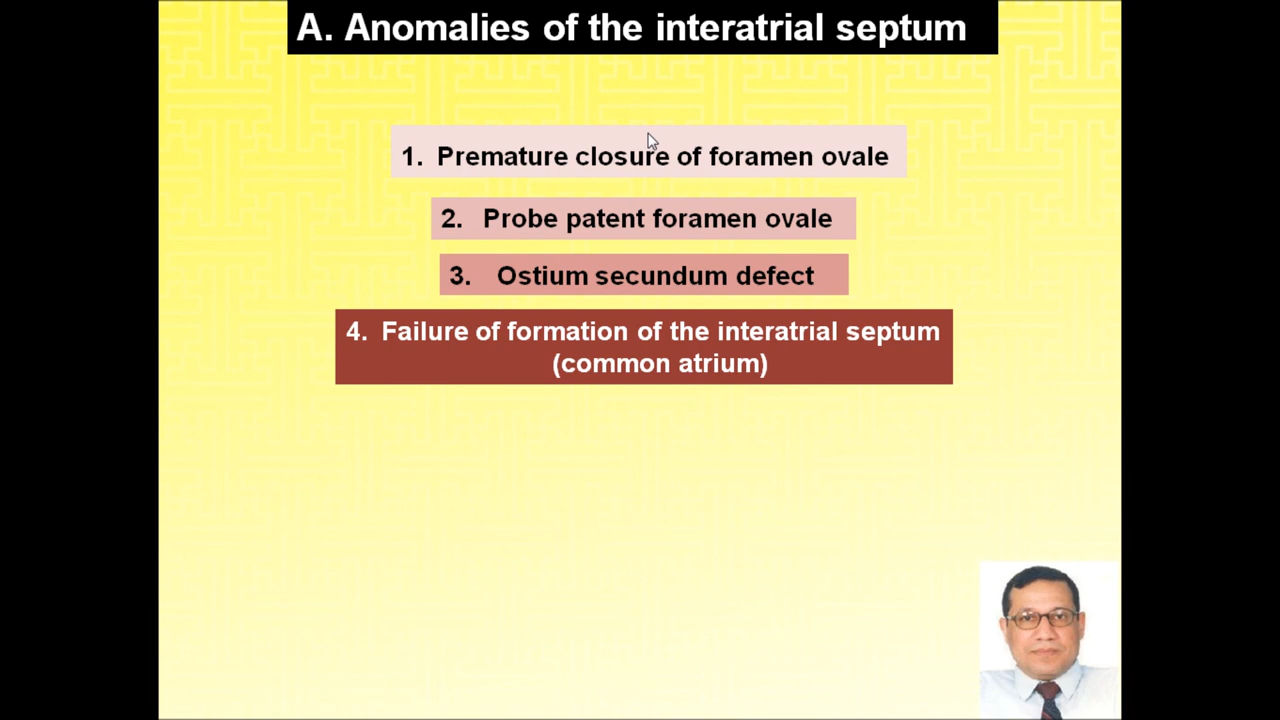 A. Anomalies of the interatrial septum
1. Premature closure of foramen ovale
2. Probe patent foramen ovale
3. Ostium secundum defect
4. Failure of formation of the interatrial septum
(common atrium)